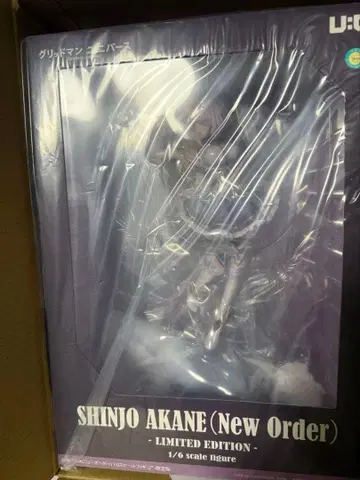 グリッドマン ユニバース
SHINJO AKANE (New Order)
- LIMITED EDITION -
1/6 scale figure